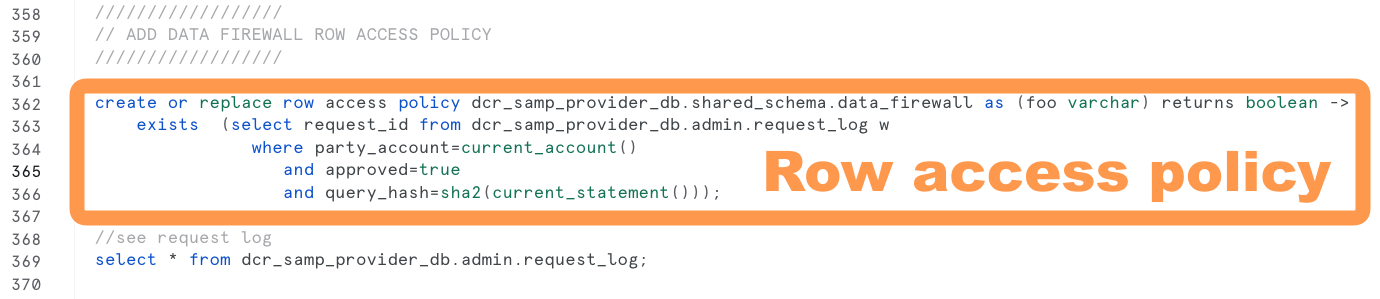 358 //////////////////
359 // ADD DATA FIREWALL ROW ACCESS POLICY
360 //////////////////
361
362 create or replace row access policy dcr_samp_provider_db.shared_schema.data_firewall as (foo varchar) returns boolean ->
363 exists  (select request_id from dcr_samp_provider_db.admin.request_log w
364 where party_account=current_account()
365 and approved=true
366 and query_hash=sha2(current_statement()));
Row access policy
367
368 //see request log
369 select * from dcr_samp_provider_db.admin.request_log;
370